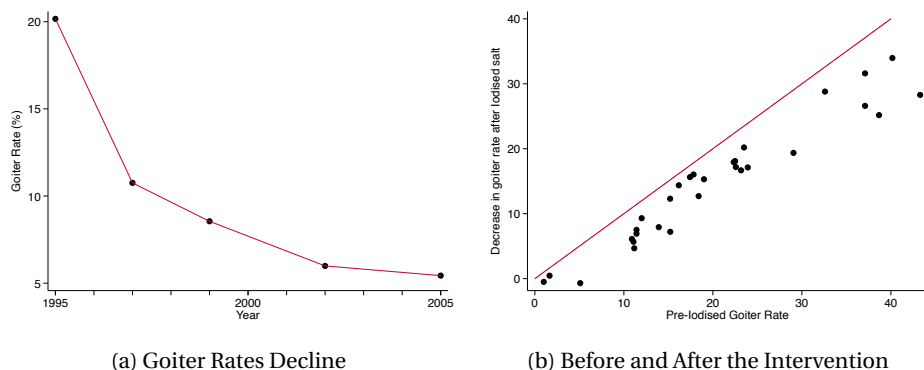 20
15
10
5
Goiter Rate (%)
1995
2000
2005
Year
(a) Goiter Rates Decline
40
30
20
10
0
Decrease in goiter rate after Iodised salt
0
10
20
30
40
Pre-Iodised Goiter Rate
(b) Before and After the Intervention